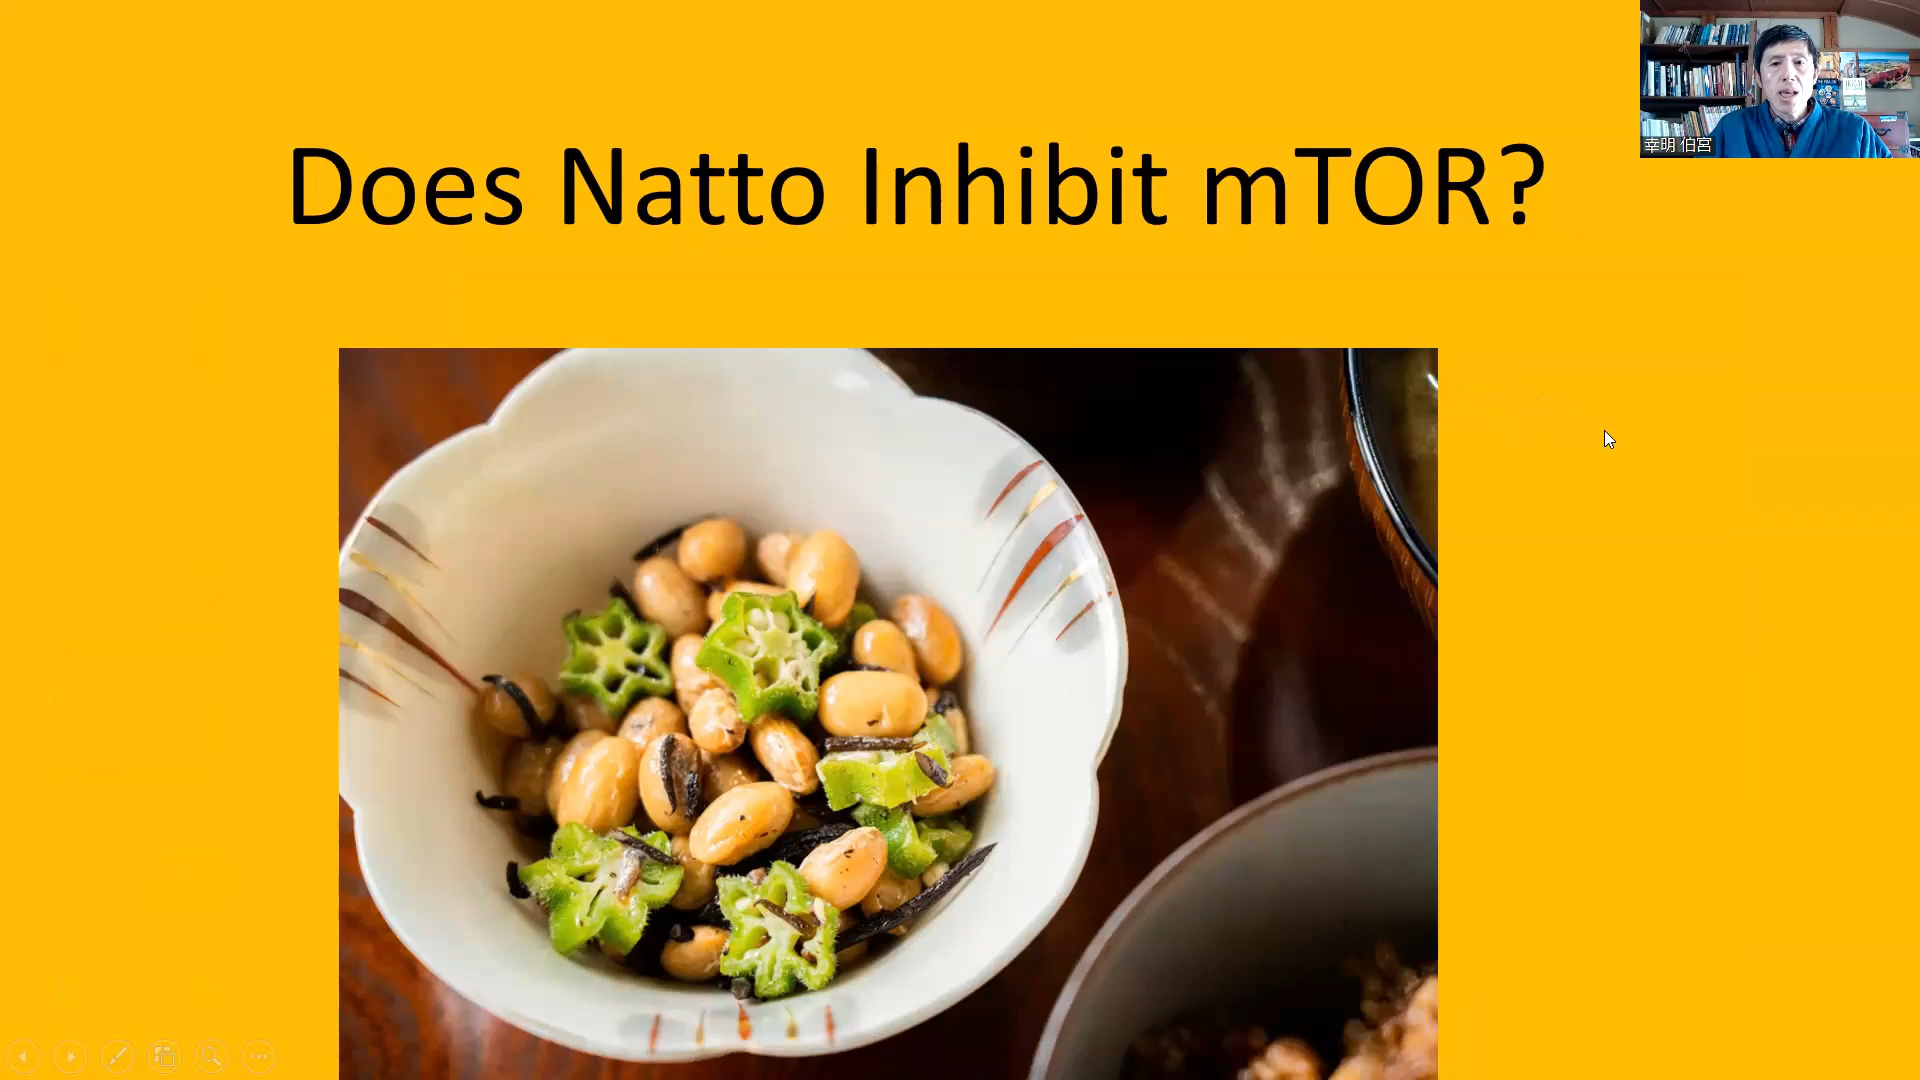 Does Natto Inhibit mTOR?
幸明 伯宮